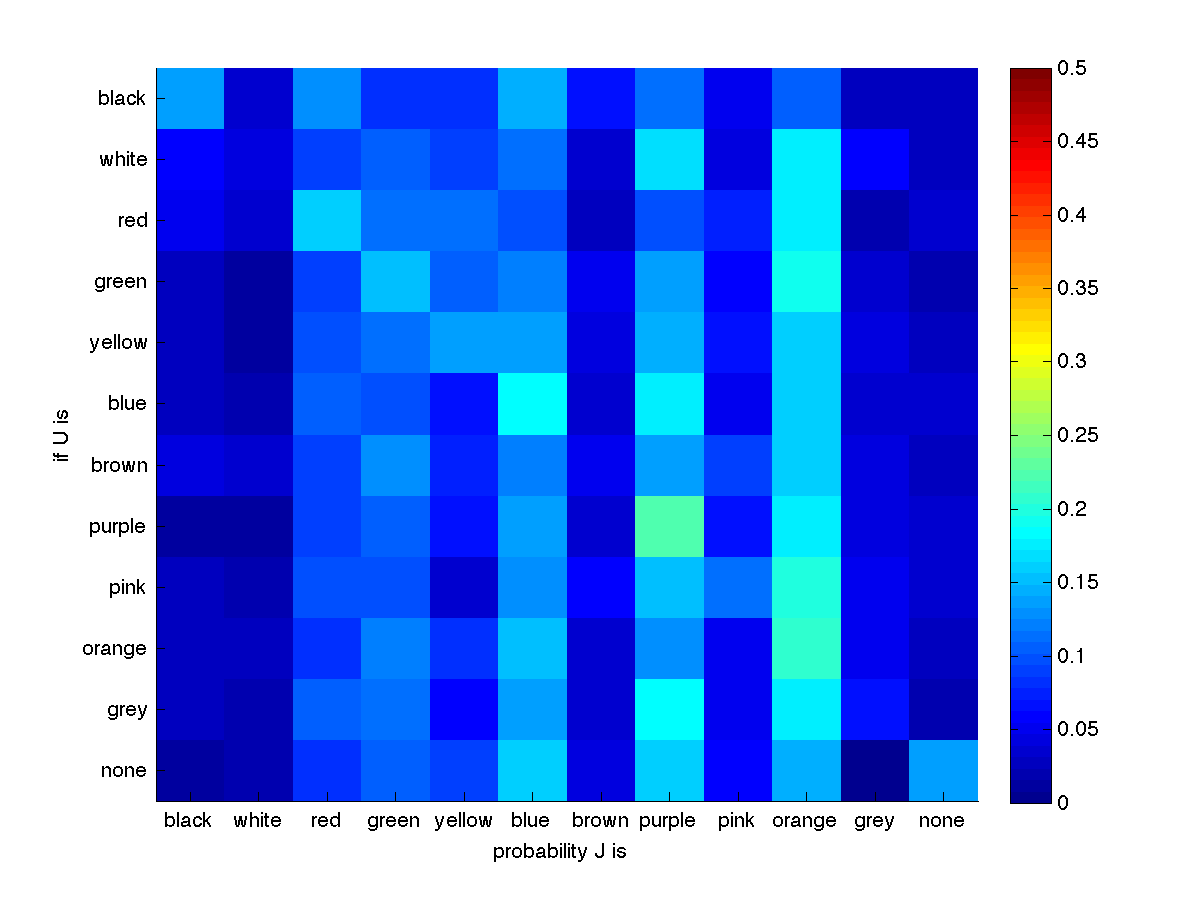 black
white
red
green
yellow
blue
brown
purple
pink
orange
grey
none
if U is
black white red green yellow blue brown purple pink orange grey none
probability J is
0.5
0.45
0.4
0.35
0.3
0.25
0.2
0.15
0.1
0.05
0